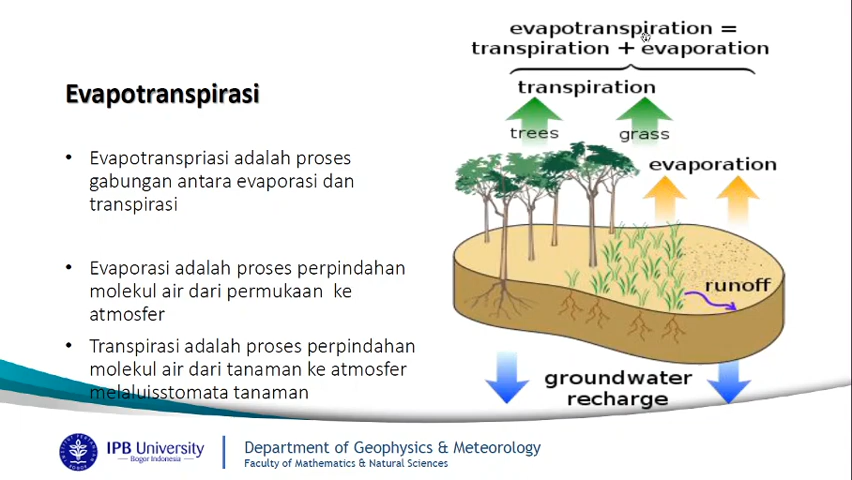 Evapotranspirasi
• Evapotranspriasi adalah proses
gabungan antara evaporasi dan
transpirasi
• Evaporasi adalah proses perpindahan
molekul air dari permukaan ke
atmosfer
• Transpirasi adalah proses perpindahan
molekul air dari tanaman ke atmosfer
melaluisstomata tanaman
evapotranspiration =
transpiration + evaporation
transpiration
trees
grass
evaporation
runoff
groundwater
recharge
IPB University
Bogor Indonesia
Department of Geophysics & Meteorology
Faculty of Mathematics & Natural Sciences